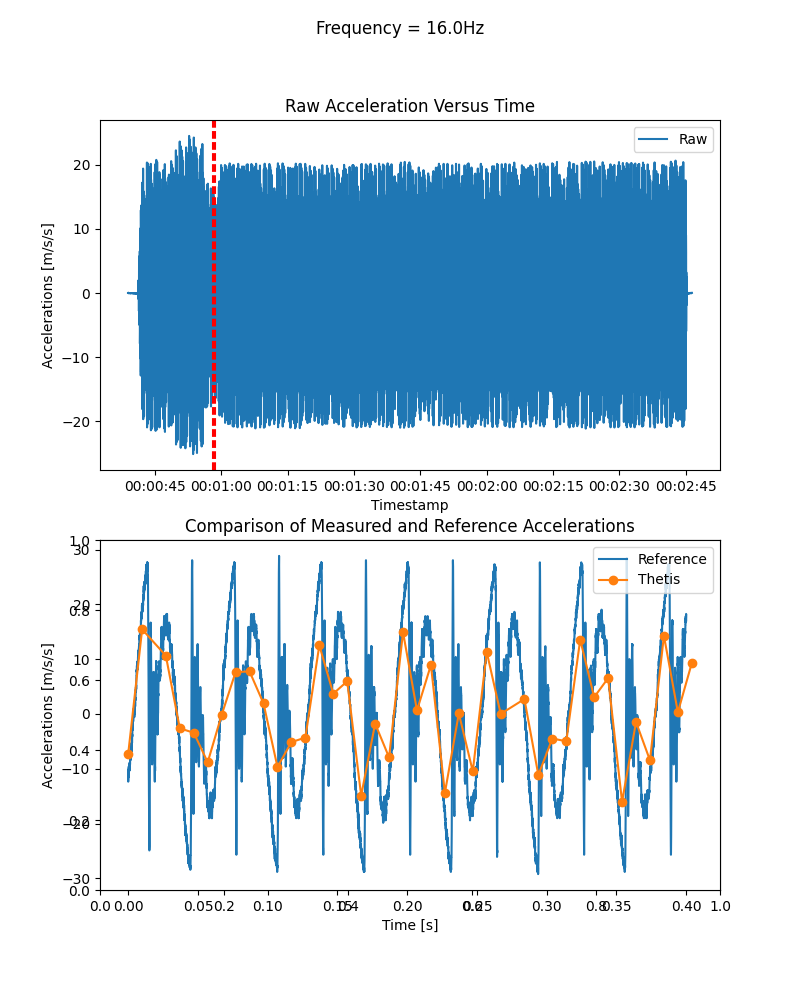 Frequency = 16.0Hz
Raw Acceleration Versus Time
Raw
20
10
0
−10
−20
Accelerations [m/s/s]
00:00:45 00:01:00 00:01:15 00:01:30 00:01:45 00:02:00 00:02:15 00:02:30 00:02:45
Timestamp
Comparison of Measured and Reference Accelerations
Reference
Thetis
1.0
30
20
0.8
10
0.6
0
0.4
−10
0.2
−20
−30
0.0
Accelerations [m/s/s]
0.0 0.00 0.05 0.2 0.10 0.15 0.4 0.20 0.6 0.25 0.30 0.8 0.35 0.40 1.0
Time [s]